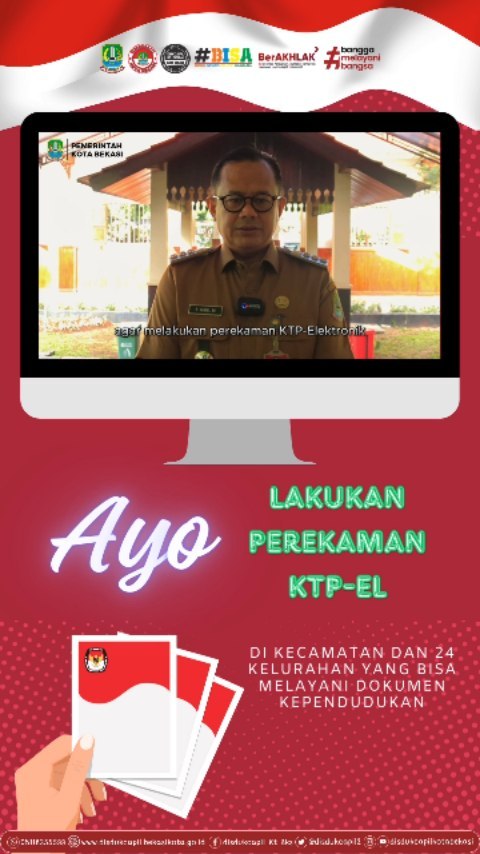 #BISA
BerAKHLAK
#bangga
melayani
bangsa
PEMERINTAH
KOTA BEKASI
agar melakukan perekaman KTP-Elektronik
Ayo
LAKUKAN
PEREKAMAN
KTP-EL
DI KECAMATAN DAN 24
KELURAHAN YANG BISA
MELAYANI DOKUMEN
KEPENDUDUKAN